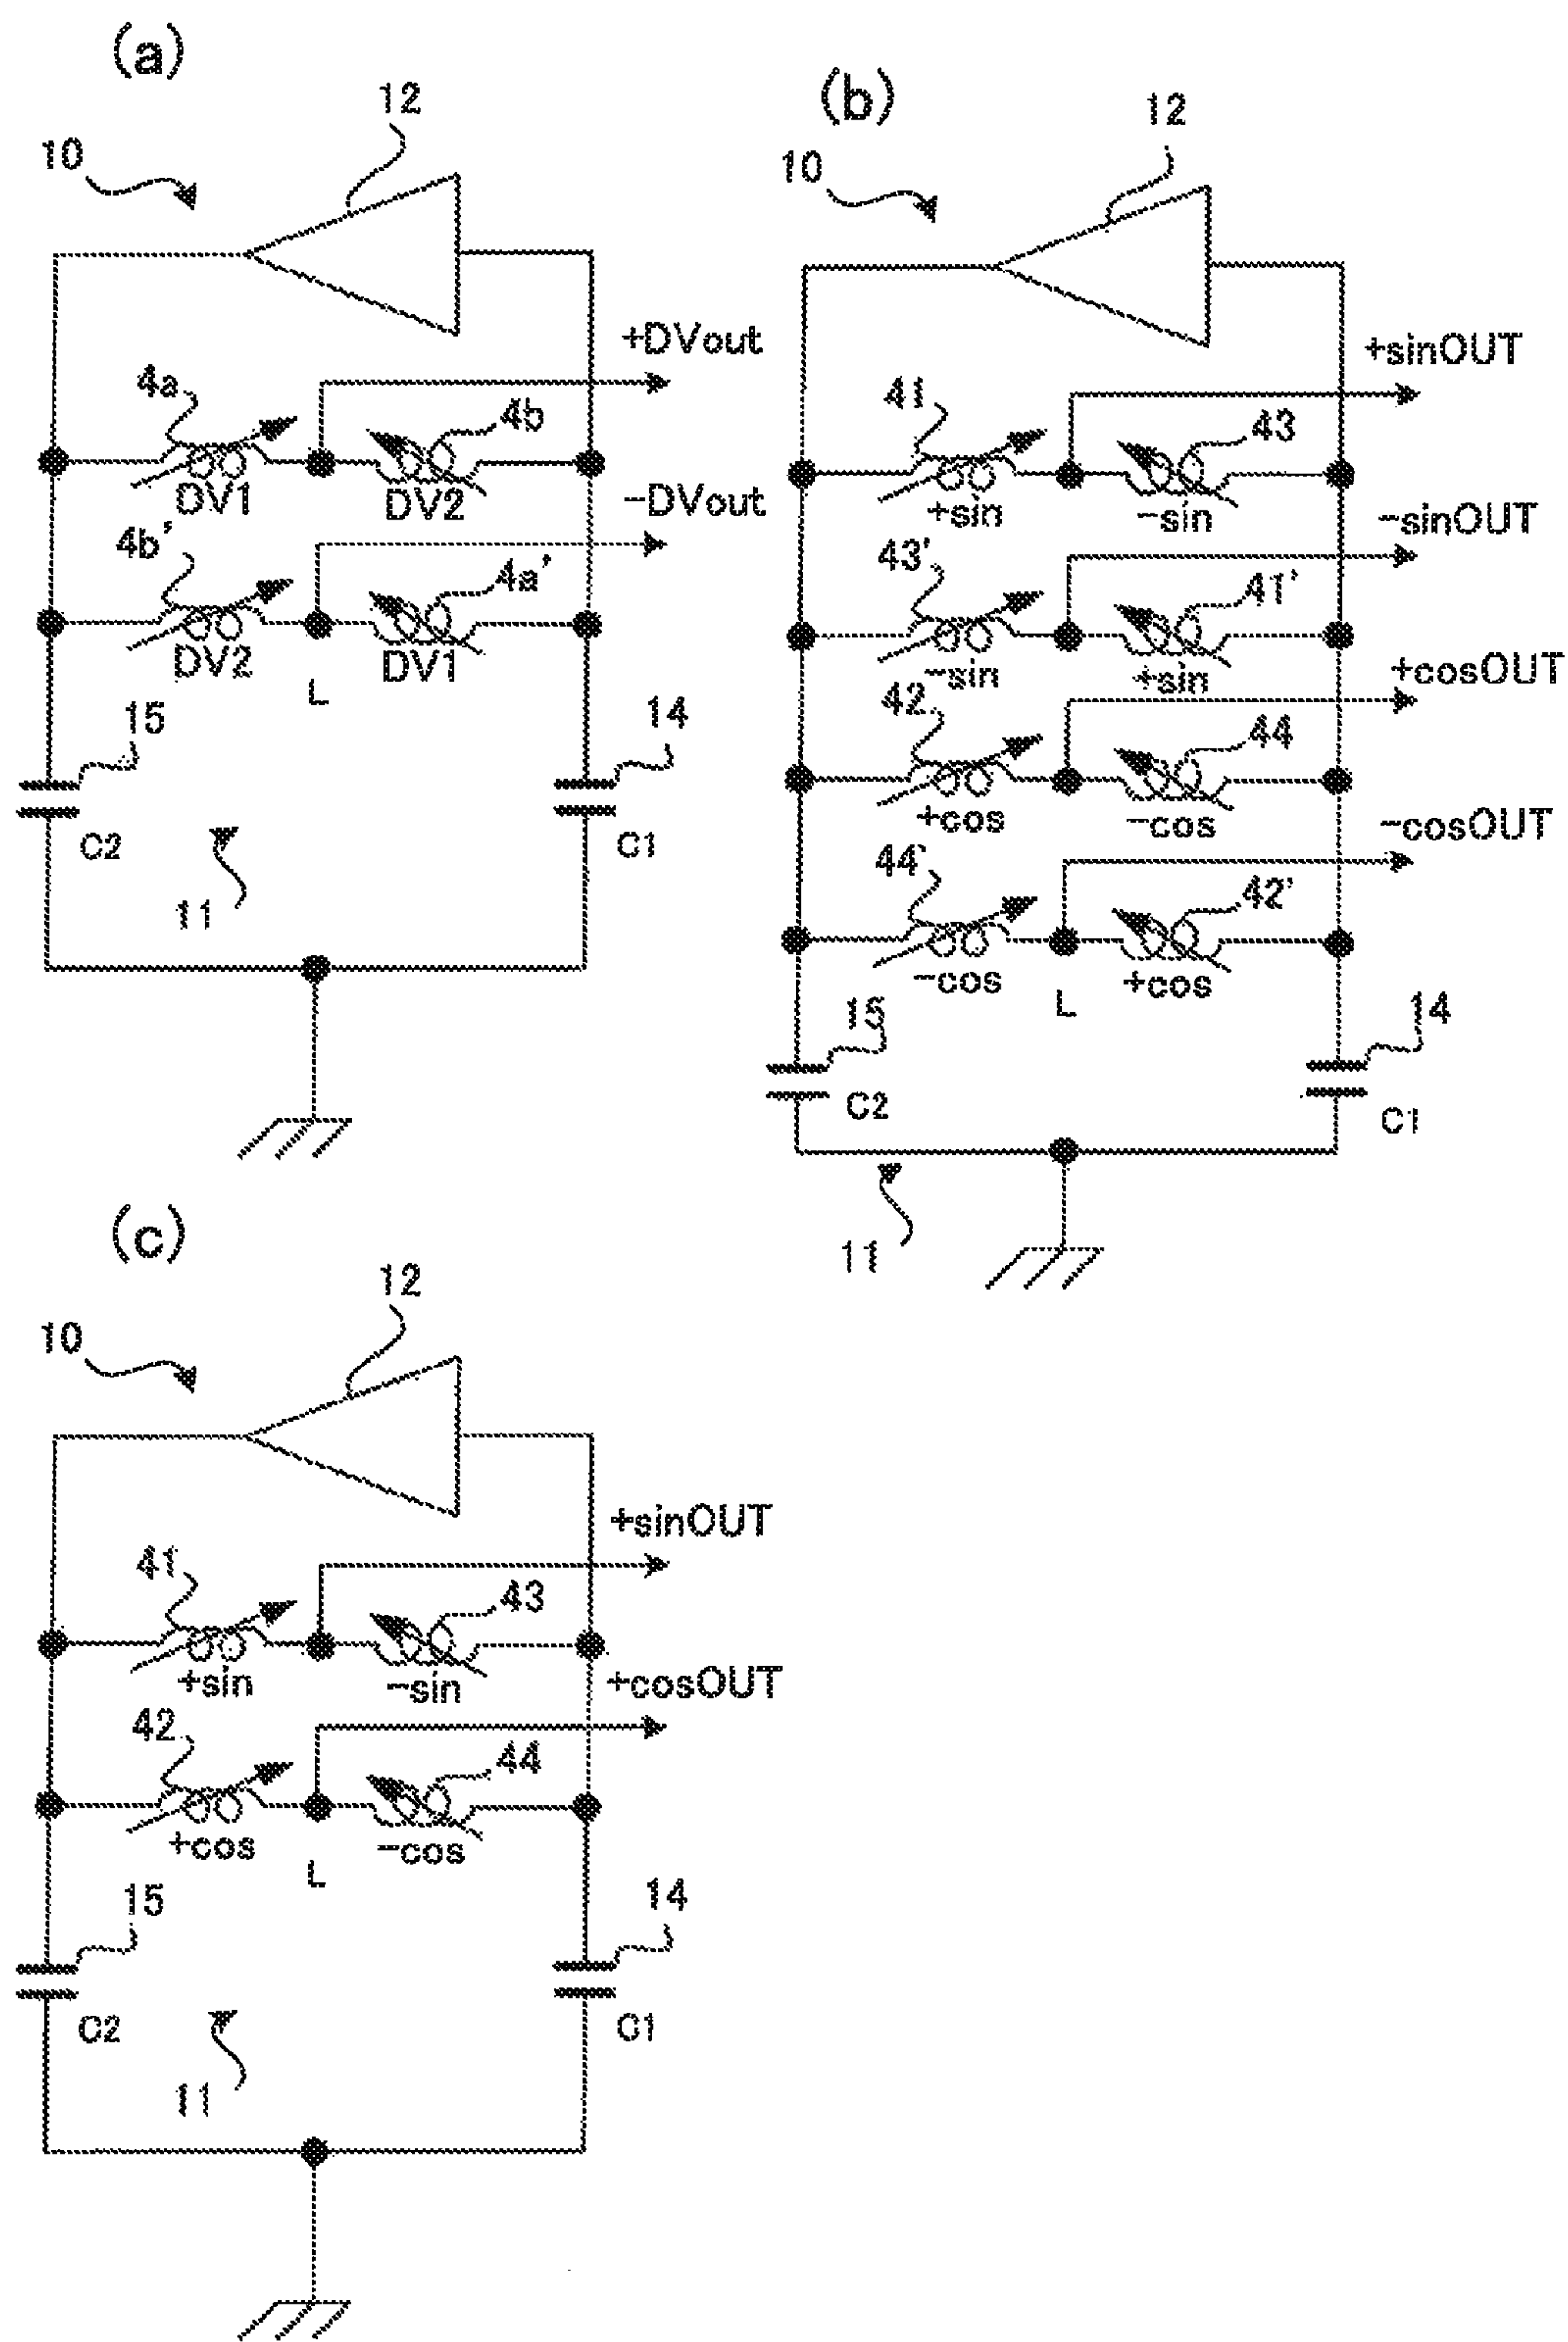 (a)
12
10
+DVout
4a
4b
DV1
DV2
-DVout
4b'
4a'
DV2
DV1
L
15
14
C2
C1
11
(b)
12
10
+sinOUT
41
43
+sin
-sin
-sinOUT
43'
41'
-sin
+sin
+cosOUT
42
44
+cos
-cos
-cosOUT
44'
42'
-cos
+cos
L
15
14
C2
C1
11
(c)
12
10
+sinOUT
41
43
+sin
-sin
+cosOUT
42
44
+cos
-cos
L
15
14
C2
C1
11